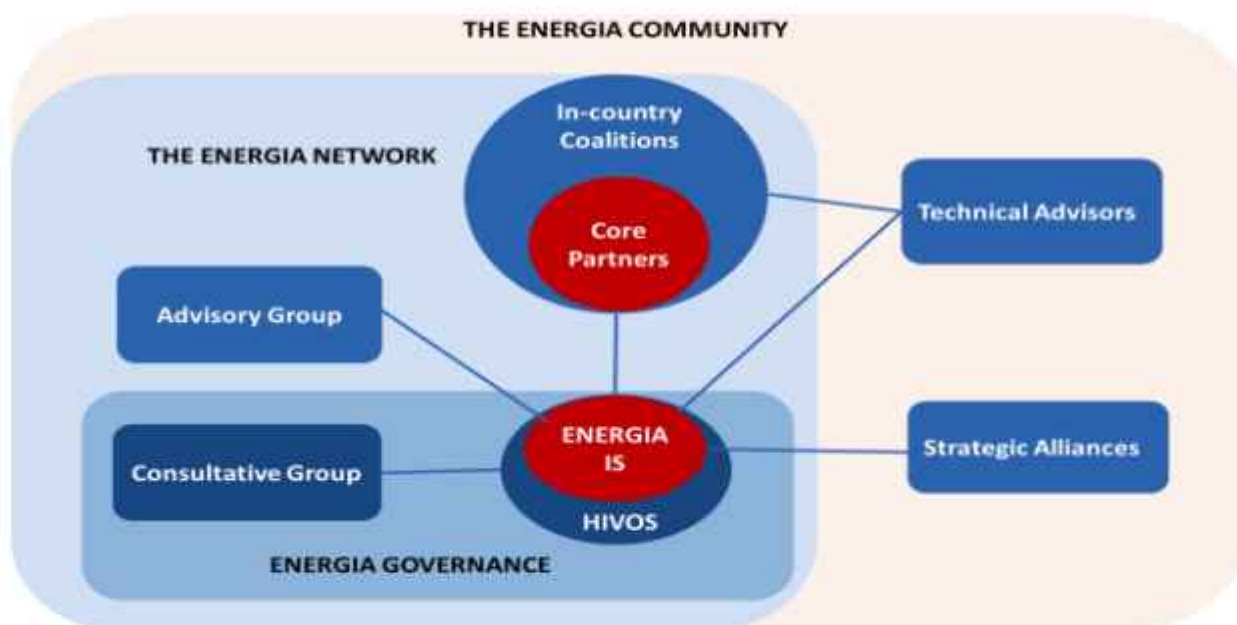 THE ENERGIA COMMUNITY
In-country
Coalitions
THE ENERGIA NETWORK
Core
Partners
Technical Advisors
Advisory Group
ENERGIA
IS
Strategic Alliances
Consultative Group
HIVOS
ENERGIA GOVERNANCE